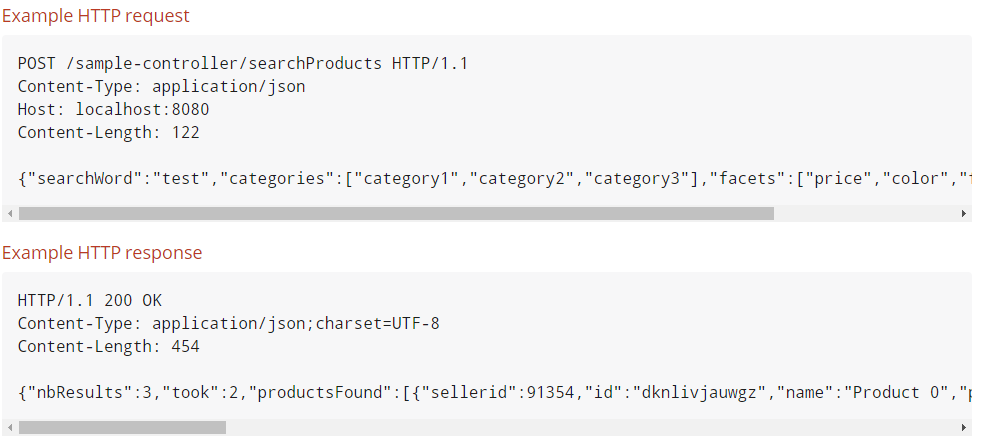 Example HTTP request
POST /sample-controller/searchProducts HTTP/1.1
Content-Type: application/json
Host: localhost:8080
Content-Length: 122
{"searchWord":"test","categories":["category1","category2","category3"],"facets":["price","color","
Example HTTP response
HTTP/1.1 200 OK
Content-Type: application/json;charset=UTF-8
Content-Length: 454
{"nbResults":3,"took":2,"productsFound":[{"sellerid":91354,"id":"dknlivjauwgz","name":"Product 0","